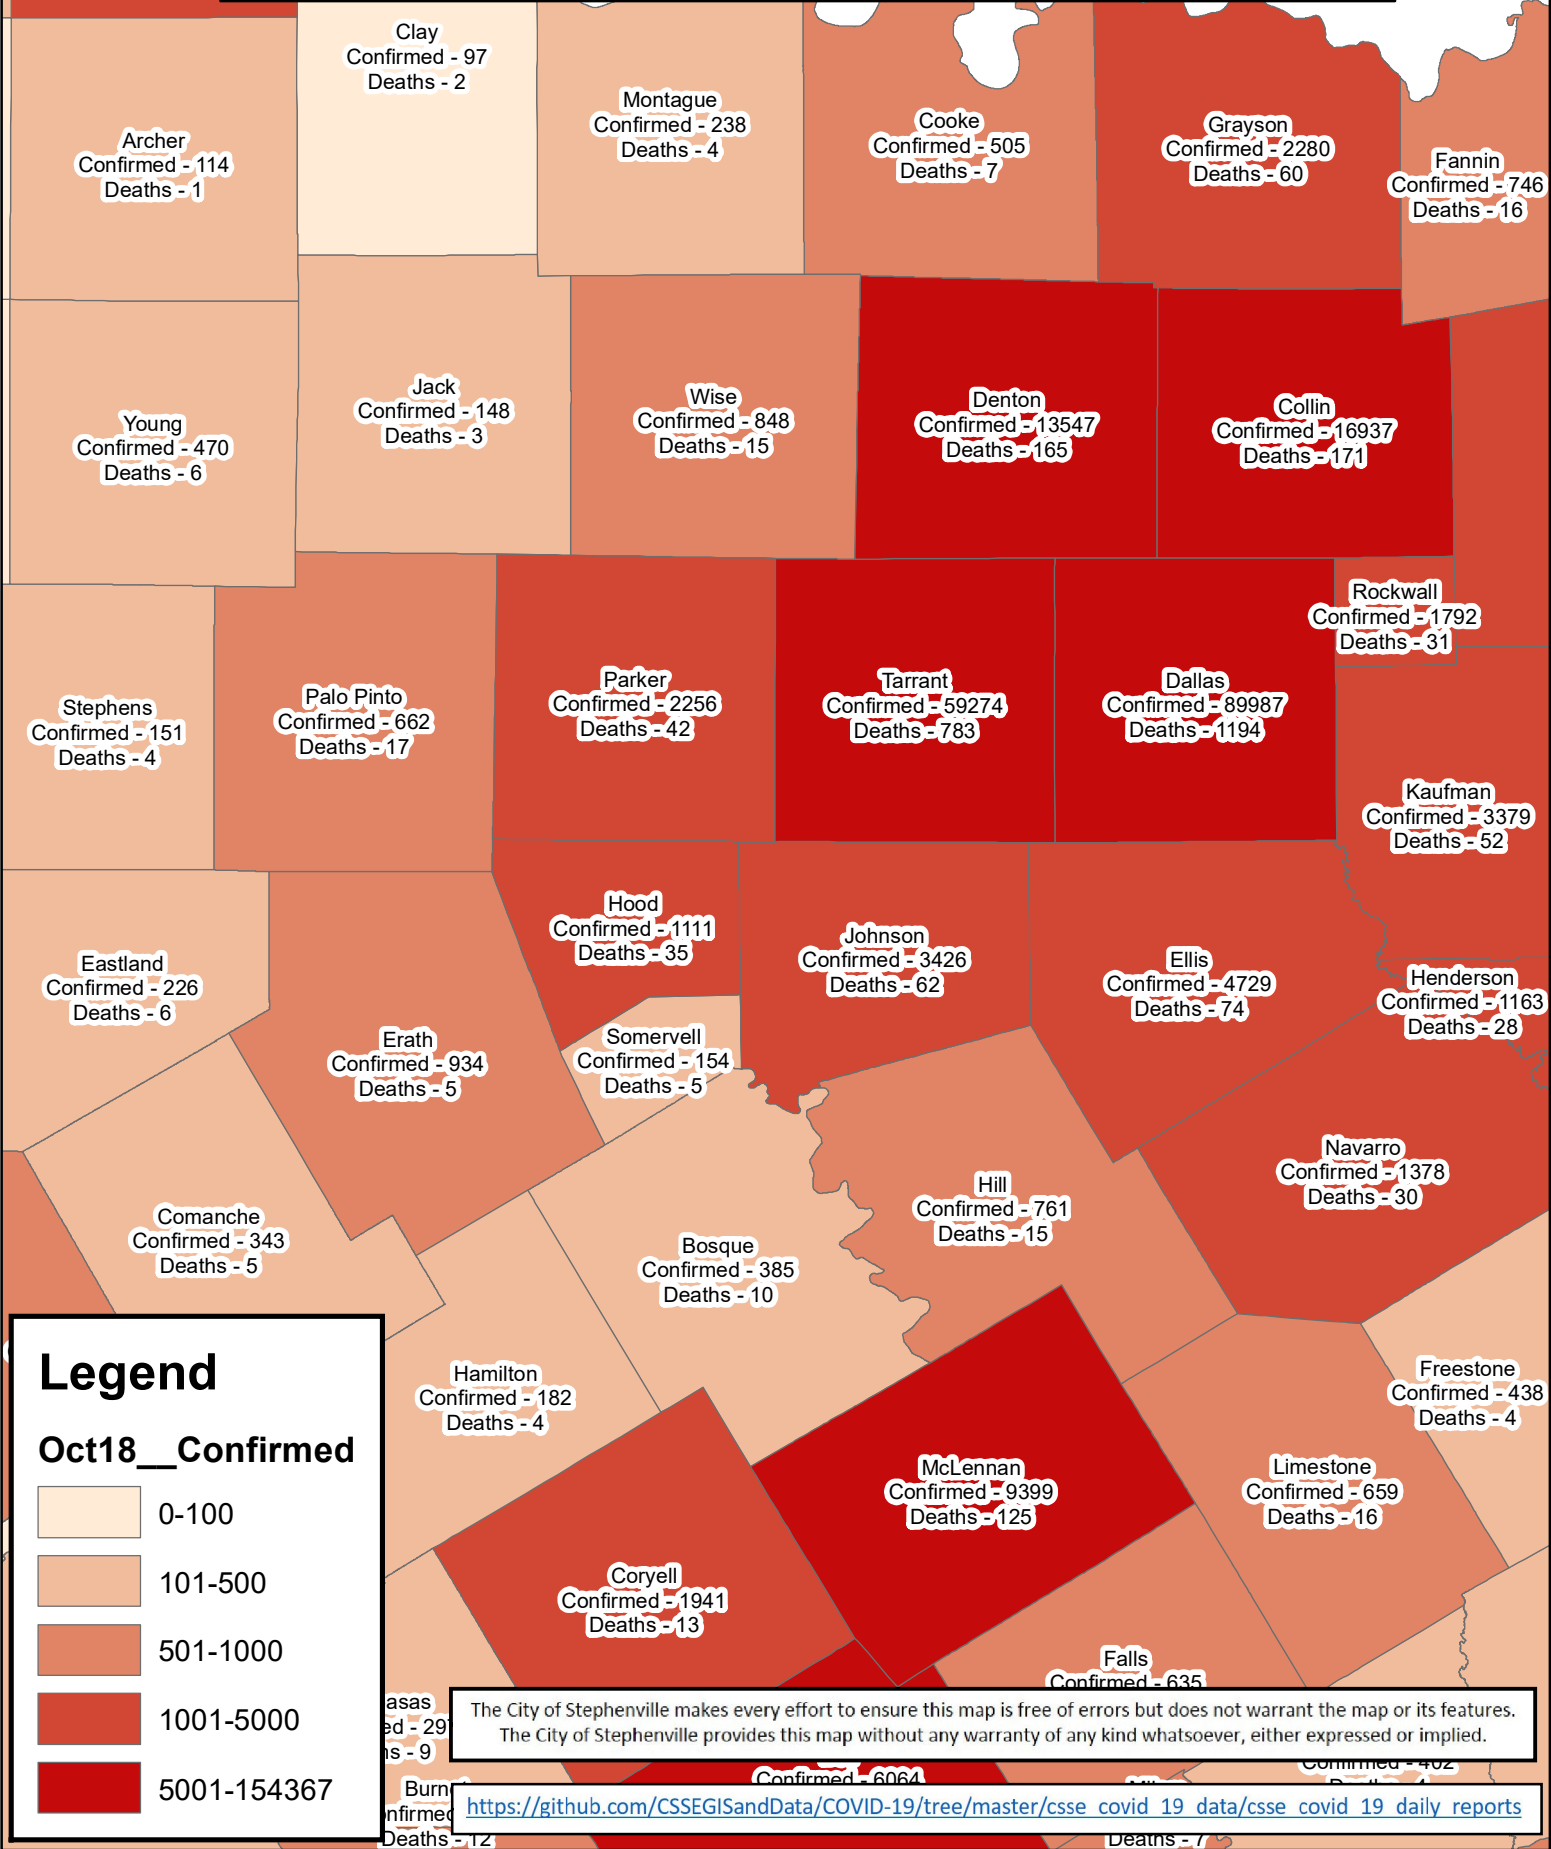 Clay
Confirmed - 97
Deaths - 2
Montague
Confirmed - 238
Deaths - 4
Cooke
Confirmed - 505
Deaths - 7
Grayson
Confirmed - 2280
Deaths - 60
Archer
Confirmed - 114
Deaths - 1
Fannin
Confirmed - 746
Deaths - 16
Jack
Confirmed - 148
Deaths - 3
Wise
Confirmed - 848
Deaths - 15
Denton
Confirmed - 13547
Deaths - 165
Collin
Confirmed - 16937
Deaths - 171
Young
Confirmed - 470
Deaths - 6
Rockwall
Confirmed - 1792
Deaths - 31
Stephens
Confirmed - 151
Deaths - 4
Palo Pinto
Confirmed - 662
Deaths - 17
Parker
Confirmed - 2256
Deaths - 42
Tarrant
Confirmed - 59274
Deaths - 783
Dallas
Confirmed - 89987
Deaths - 1194
Kaufman
Confirmed - 3379
Deaths - 52
Hood
Confirmed - 1111
Deaths - 35
Johnson
Confirmed - 3426
Deaths - 62
Ellis
Confirmed - 4729
Deaths - 74
Henderson
Confirmed - 1163
Deaths - 28
Eastland
Confirmed - 226
Deaths - 6
Erath
Confirmed - 934
Deaths - 5
Somervell
Confirmed - 154
Deaths - 5
Navarro
Confirmed - 1378
Deaths - 30
Comanche
Confirmed - 343
Deaths - 5
Bosque
Confirmed - 385
Deaths - 10
Hill
Confirmed - 761
Deaths - 15
Hamilton
Confirmed - 182
Deaths - 4
Freestone
Confirmed - 438
Deaths - 4
McLennan
Confirmed - 9399
Deaths - 125
Limestone
Confirmed - 659
Deaths - 16
Coryell
Confirmed - 1941
Deaths - 13
Falls
Confirmed - 635
asas
ed - 29
ns - 9
Confirmed - 6064
Confirmed - 402
Burn
nfirmed
Deaths - 12
Deaths - 7
Legend
Oct18__Confirmed
0-100
101-500
501-1000
1001-5000
5001-154367
The City of Stephenville makes every effort to ensure this map is free of errors but does not warrant the map or its features.
The City of Stephenville provides this map without any warranty of any kind whatsoever, either expressed or implied.
https://github.com/CSSEGISandData/COVID-19/tree/master/csse_covid_19_data/csse_covid_19_daily_reports